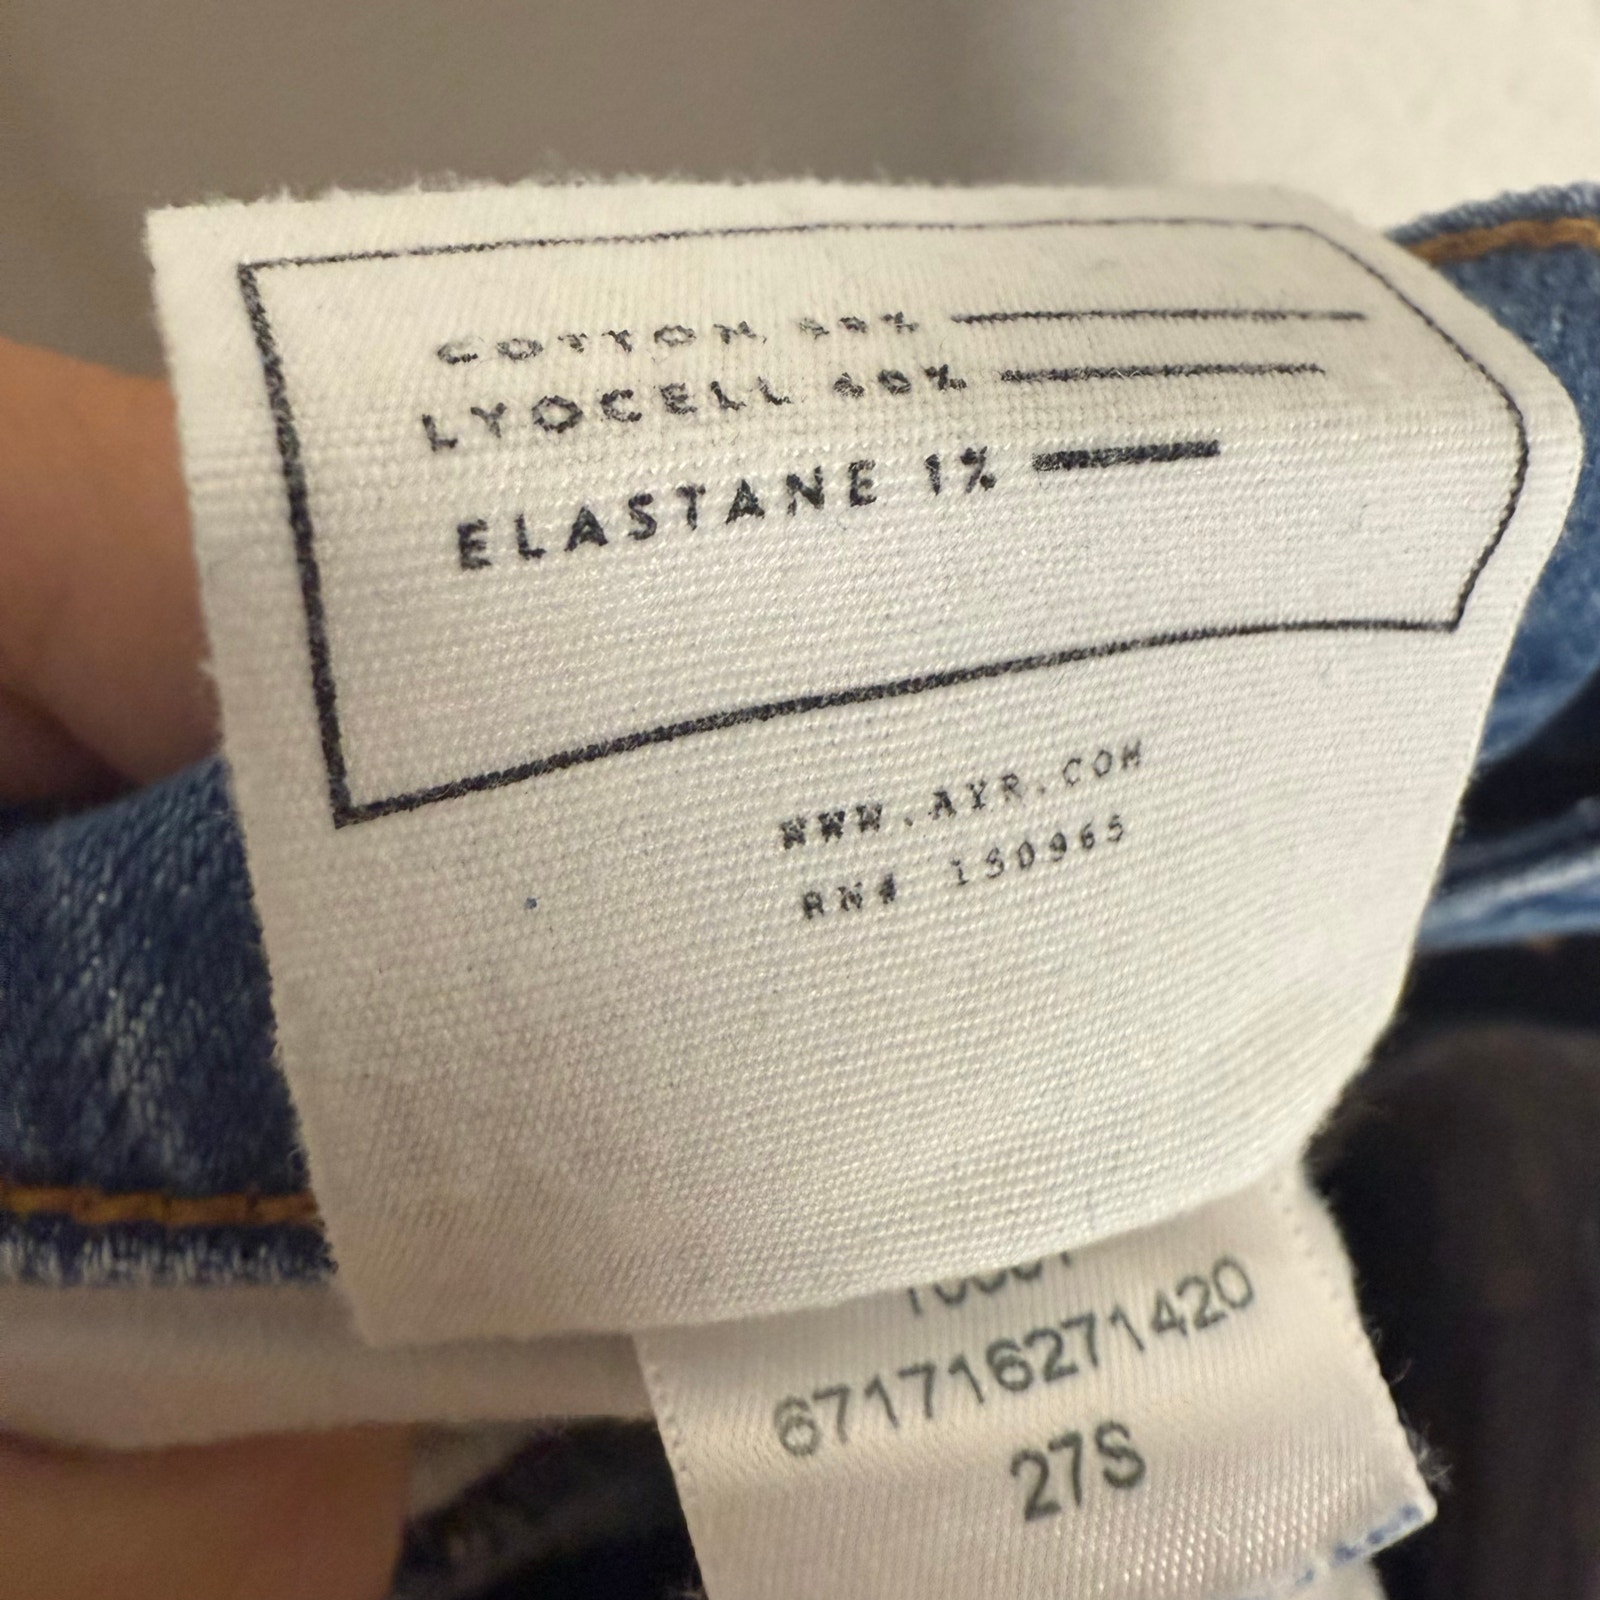 COTTON
LYOCELL
ELASTANE 1%
WWW.AYR.COM
RN# 150965
671716271420
27S